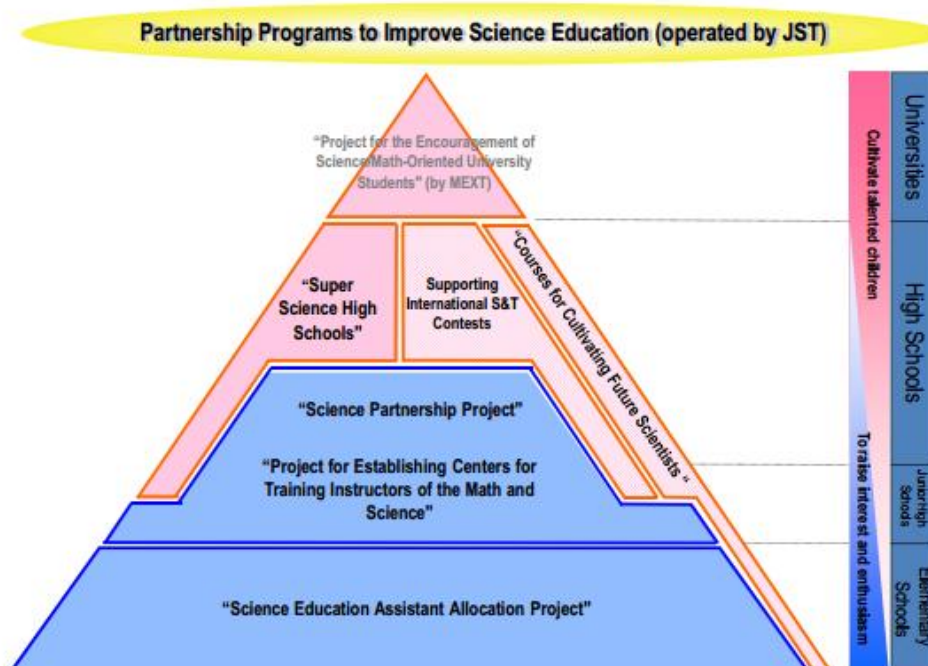 Partnership Programs to Improve Science Education (operated by JST)
“Project for the Encouragement of
Science/Math-Oriented University
Students” (by MEXT)
“Super
Science High
Schools”
Supporting
International S&T
Contests
“Courses for Cultivating Future Scientists “
“Science Partnership Project”
“Project for Establishing Centers for
Training Instructors of the Math and
Science”
“Science Education Assistant Allocation Project”
Cultivate talented children
To raise interest and enthusiasm
Universities
High Schools
Junior High
Schools
Elementary
Schools